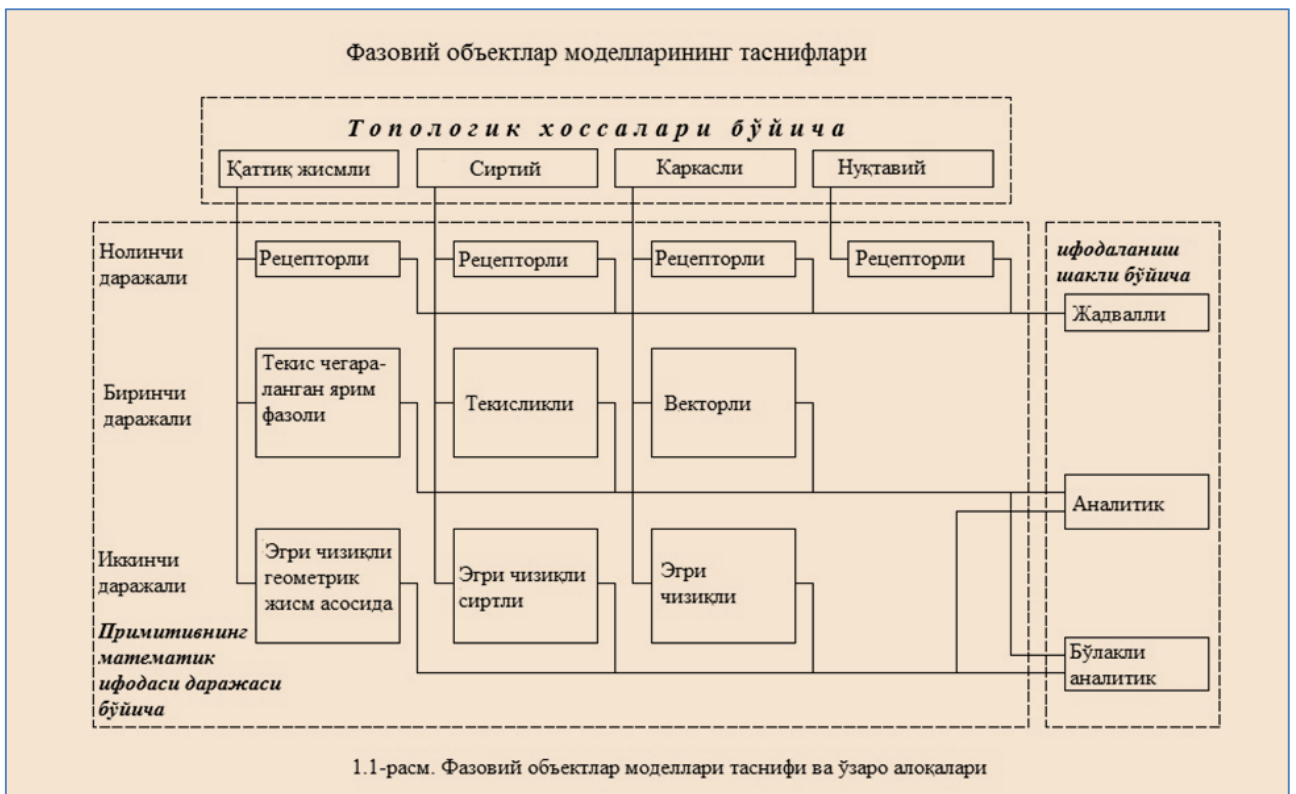 Фазовий объектлар моделларининг таснифлари
Топологик хоссалари бўйича
Қаттиқ жисмли
Сиртий
Каркасли
Нуқтавий
Нолинчи
даражали
Рецепторли
Рецепторли
Рецепторли
Рецепторли
ифодаланиш
шакли бўйича
Жадвалли
Биринчи
даражали
Текис чегара-
ланган ярим
фазоли
Текисликли
Векторли
Аналитик
Иккинчи
даражали
Эгри чизиқли
геометрик
жисм асосида
Эгри чизиқли
сиртли
Эгри
чизиқли
Бўлакли
аналитик
Примитивнинг
математик
ифодаси даражаси
бўйича
1.1-расм. Фазовий объектлар моделлари таснифи ва ўзаро алоқалари